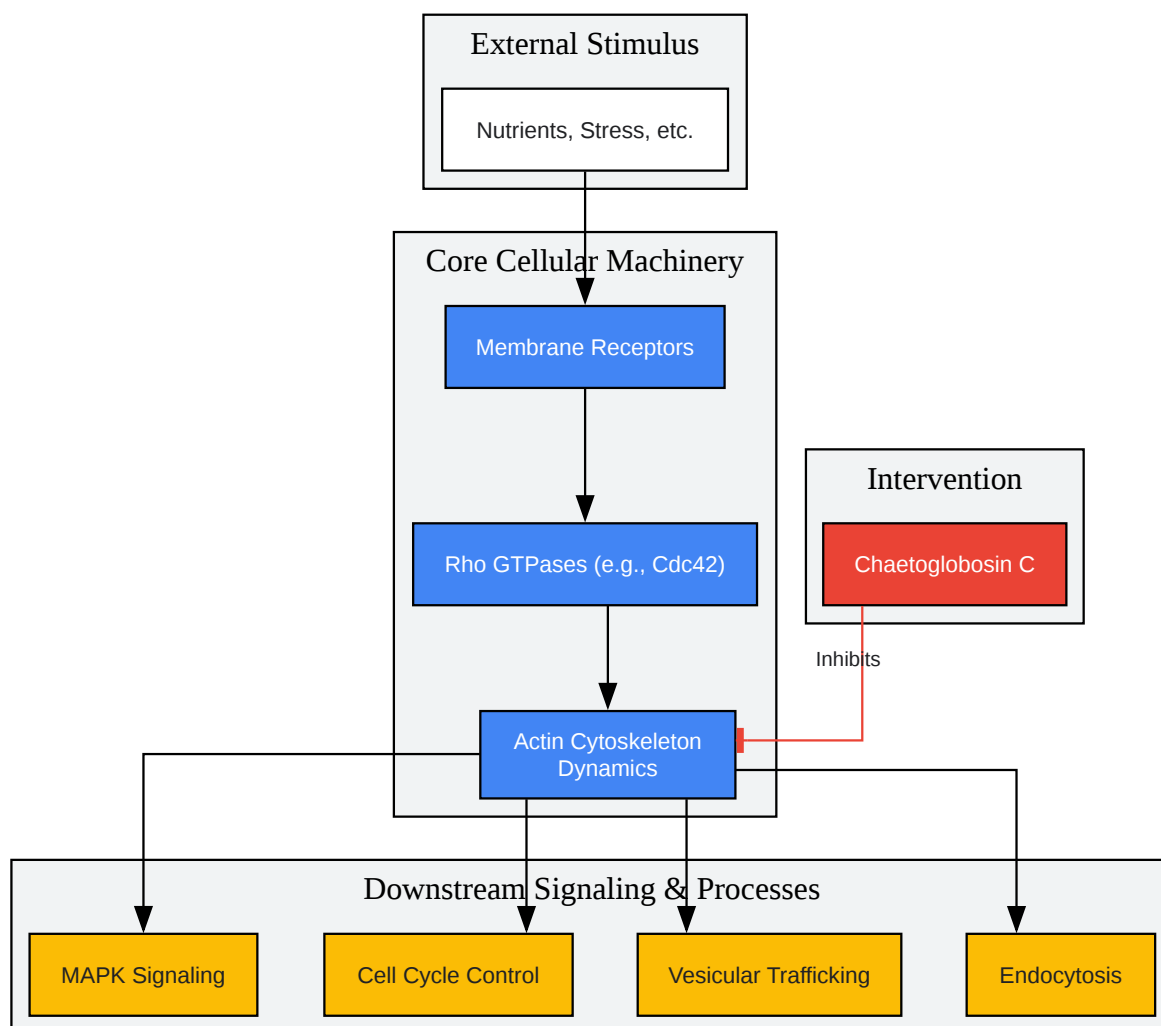 External Stimulus
Nutrients, Stress, etc.
Core Cellular Machinery
Membrane Receptors
Intervention
Rho GTPases (e.g., Cdc42)
Chaetoglobosin C
Inhibits
Actin Cytoskeleton
Dynamics
Downstream Signaling & Processes
MAPK Signaling
Cell Cycle Control
Vesicular Trafficking
Endocytosis